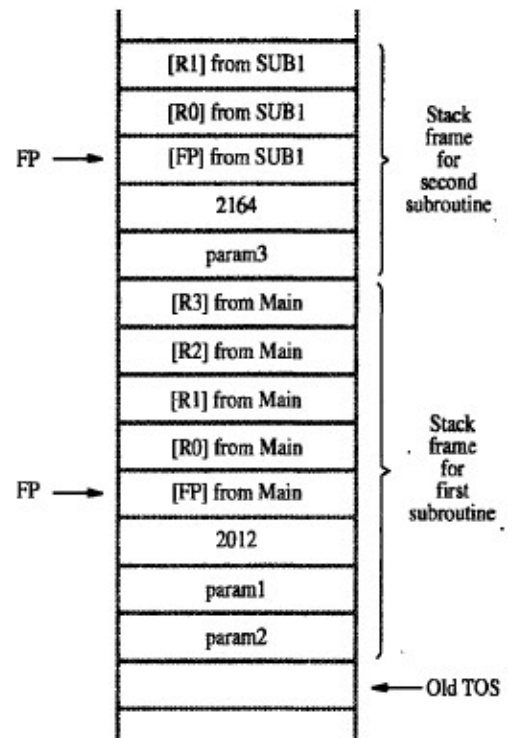 [R1] from SUB1
[R0] from SUB1
FP
[FP] from SUB1
2164
param3
Stack
frame
for
second
subroutine
[R3] from Main
[R2] from Main
[R1] from Main
[R0] from Main
FP
[FP] from Main
2012
param1
param2
Stack
frame
for
first
subroutine
Old TOS